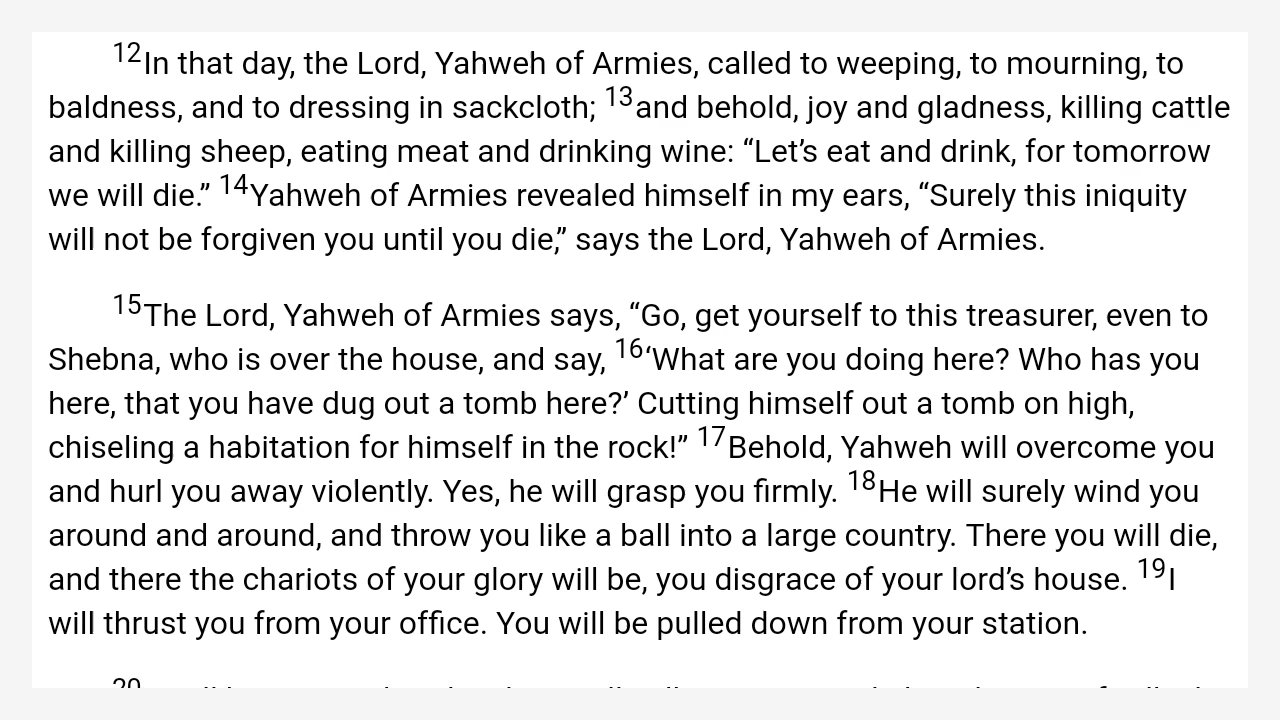 12In that day, the Lord, Yahweh of Armies, called to weeping, to mourning, to
baldness, and to dressing in sackcloth; 13and behold, joy and gladness, killing cattle
and killing sheep, eating meat and drinking wine: “Let’s eat and drink, for tomorrow
we will die.” 14Yahweh of Armies revealed himself in my ears, “Surely this iniquity
will not be forgiven you until you die,” says the Lord, Yahweh of Armies.
15The Lord, Yahweh of Armies says, “Go, get yourself to this treasurer, even to
Shebna, who is over the house, and say, 16‘What are you doing here? Who has you
here, that you have dug out a tomb here?’ Cutting himself out a tomb on high,
chiseling a habitation for himself in the rock!” 17Behold, Yahweh will overcome you
and hurl you away violently. Yes, he will grasp you firmly. 18He will surely wind you
around and around, and throw you like a ball into a large country. There you will die,
and there the chariots of your glory will be, you disgrace of your lord’s house. 19I
will thrust you from your office. You will be pulled down from your station.
20